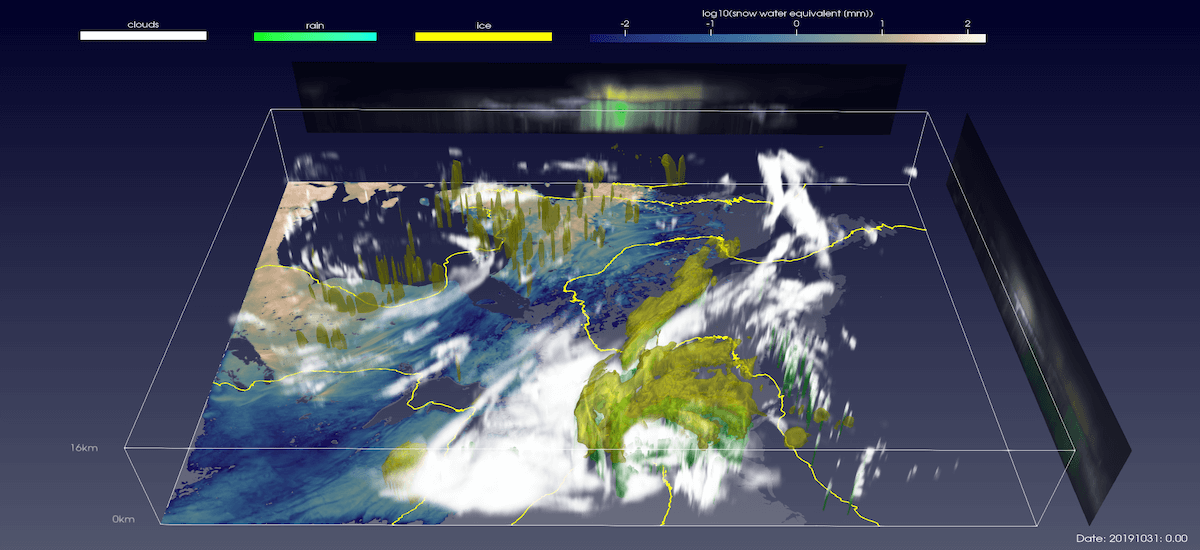 clouds
rain
ice
log10(snow water equivalent (mm))
-2
-1
0
1
2
16km
0km
Date: 20191031: 0.00